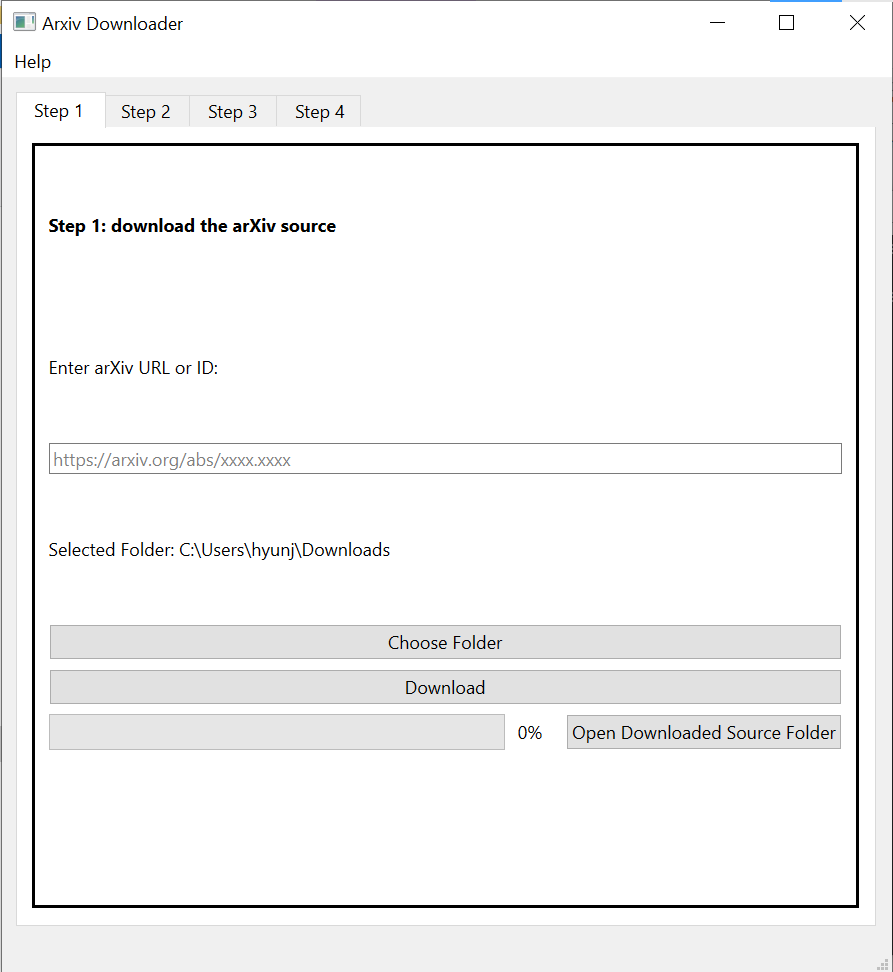 Arxiv Downloader
Help
Step 1 Step 2 Step 3 Step 4
Step 1: download the arXiv source
Enter arXiv URL or ID:
https://arxiv.org/abs/xxxx.xxxx
Selected Folder: C:\Users\hyunj\Downloads
Choose Folder
Download
0% Open Downloaded Source Folder